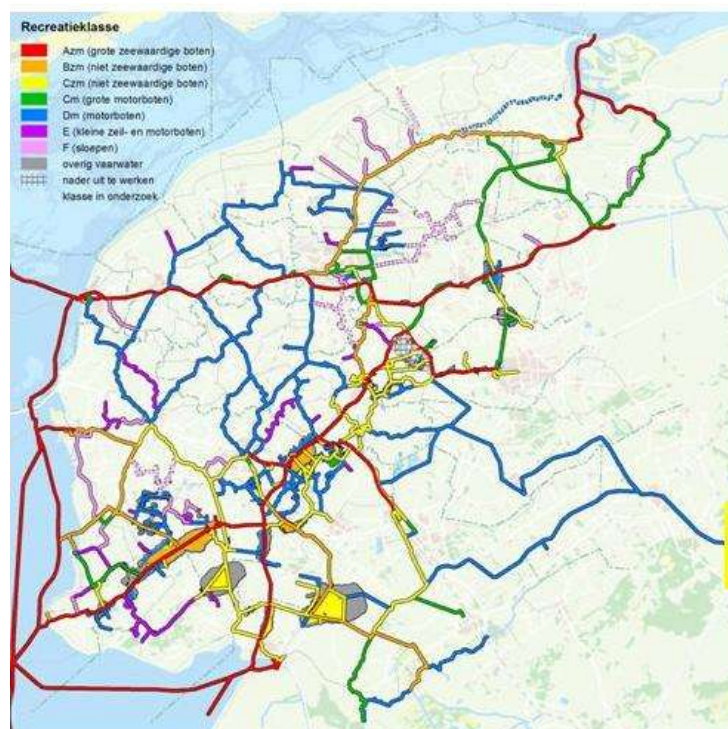 Recreatieklasse
Azm (grote zeewaardige boten)
Bzm (niet zeewaardige boten)
Czm (niet zeewaardige boten)
Cm (grote motorboten)
Dm (motorboten)
E (kleine zeil- en motorboten)
F (sloepen)
overig vaarwater
nader uit te werken
klasse in onderzoek